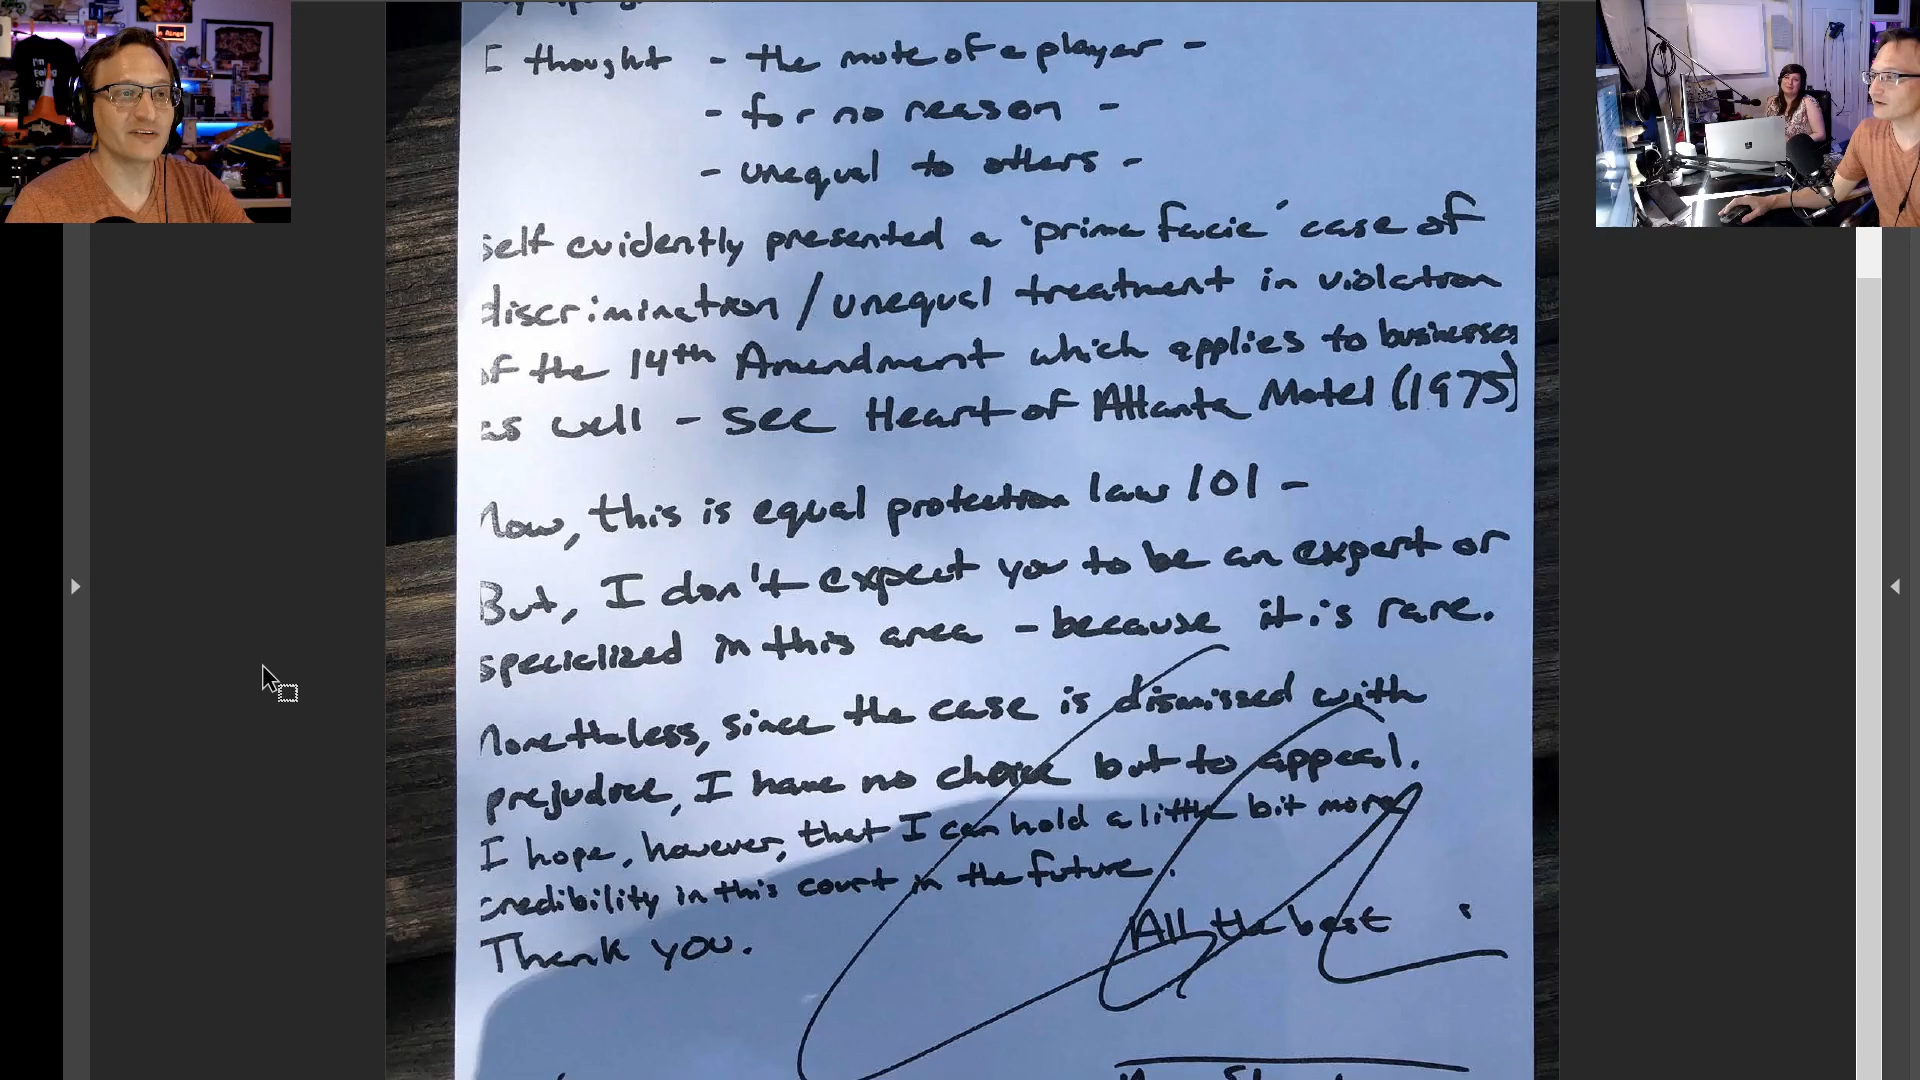 I thought - the mute of a player -
- for no reason -
- unequal to others -
self evidently presented a 'prima facie' case of
discrimination / unequal treatment in violation
of the 14th Amendment which applies to businesses
as well - see Heart of Atlanta Motel (1975)
Now, this is equal protection law 101 -
But, I don't expect you to be an expert or
specialized in this area - because it is rare.
Nonetheless, since the case is dismissed with
prejudice, I have no choice but to appeal.
I hope, however, that I can hold a little bit more
credibility in this court in the future.
Thank you.
All the best